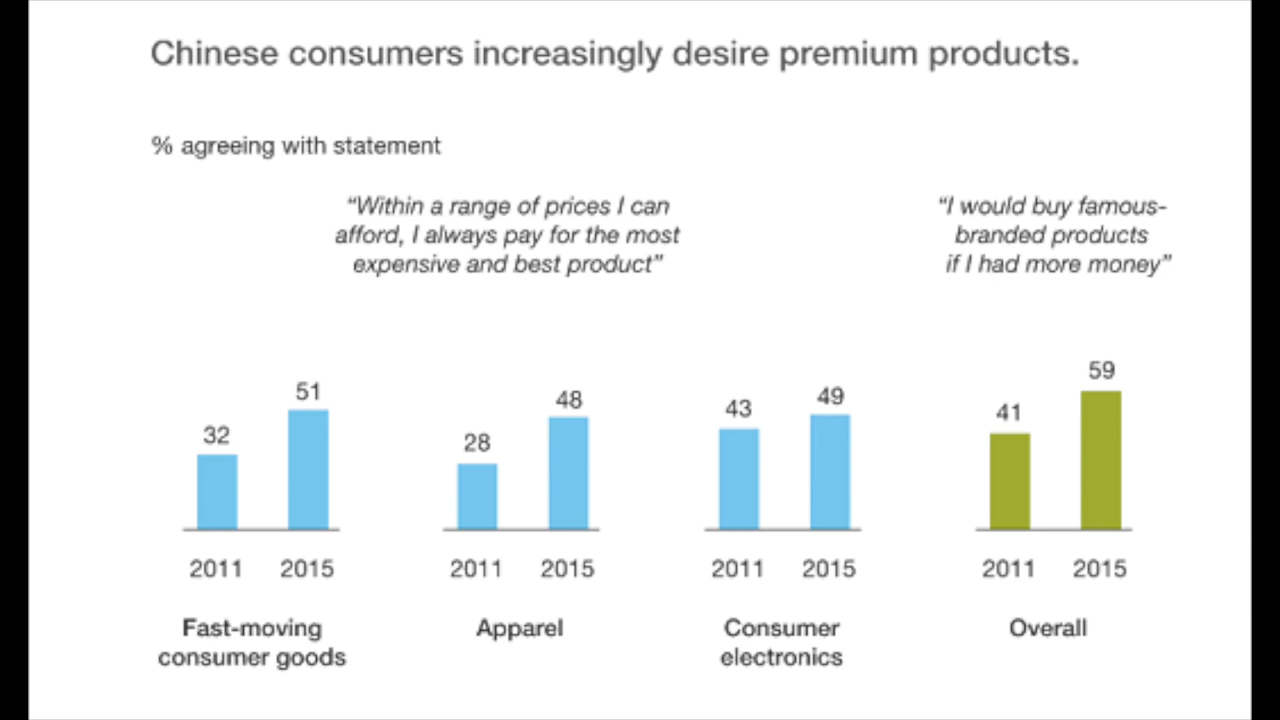 Chinese consumers increasingly desire premium products.
% agreeing with statement
“Within a range of prices I can
afford, I always pay for the most
expensive and best product”
“I would buy famous-
branded products
if I had more money”
32 51
28 48
43 49
41 59
2011 2015
2011 2015
2011 2015
2011 2015
Fast-moving
consumer goods
Apparel
Consumer
electronics
Overall